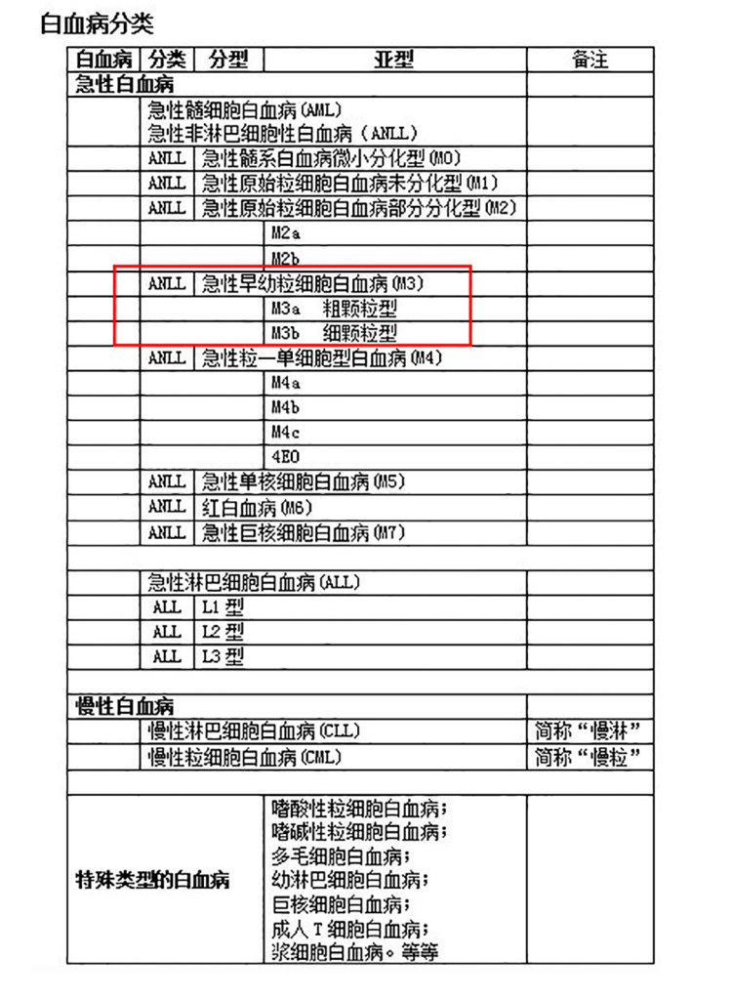 白血病分类
白血病 分类 分型 亚型 备注
急性白血病
急性髓细胞白血病(AML)
急性非淋巴细胞性白血病（ANLL）
ANLL 急性髓系白血病微小分化型(M0)
ANLL 急性原始粒细胞白血病未分化型(M1)
ANLL 急性原始粒细胞白血病部分分化型(M2)
M2a
M2b
ANLL 急性早幼粒细胞白血病(M3)
M3a 粗颗粒型
M3b 细颗粒型
ANLL 急性粒一单细胞型白血病(M4)
M4a
M4b
M4c
4EO
ANLL 急性单核细胞白血病(M5)
ANLL 红白血病(M6)
ANLL 急性巨核细胞白血病(M7)
急性淋巴细胞白血病(ALL)
ALL L1型
ALL L2型
ALL L3型
慢性白血病
慢性淋巴细胞白血病(CLL) 简称“慢淋”
慢性粒细胞白血病(CML) 简称“慢粒”
特殊类型的白血病
嗜酸性粒细胞白血病；
嗜碱性粒细胞白血病；
多毛细胞白血病；
幼淋巴细胞白血病；
巨核细胞白血病；
成人T细胞白血病；
浆细胞白血病。等等